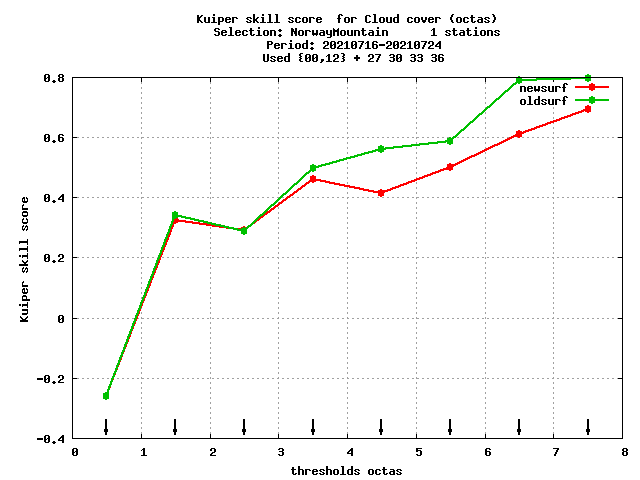 Kuiper skill score  for Cloud cover (octas)
Selection: NorwayMountain      1 stations
Period: 20210716-20210724
Used {00,12} + 27 30 33 36
newsurf
oldsurf
0.8
0.6
0.4
0.2
0
-0.2
-0.4
Kuiper skill score
0 1 2 3 4 5 6 7 8
thresholds octas